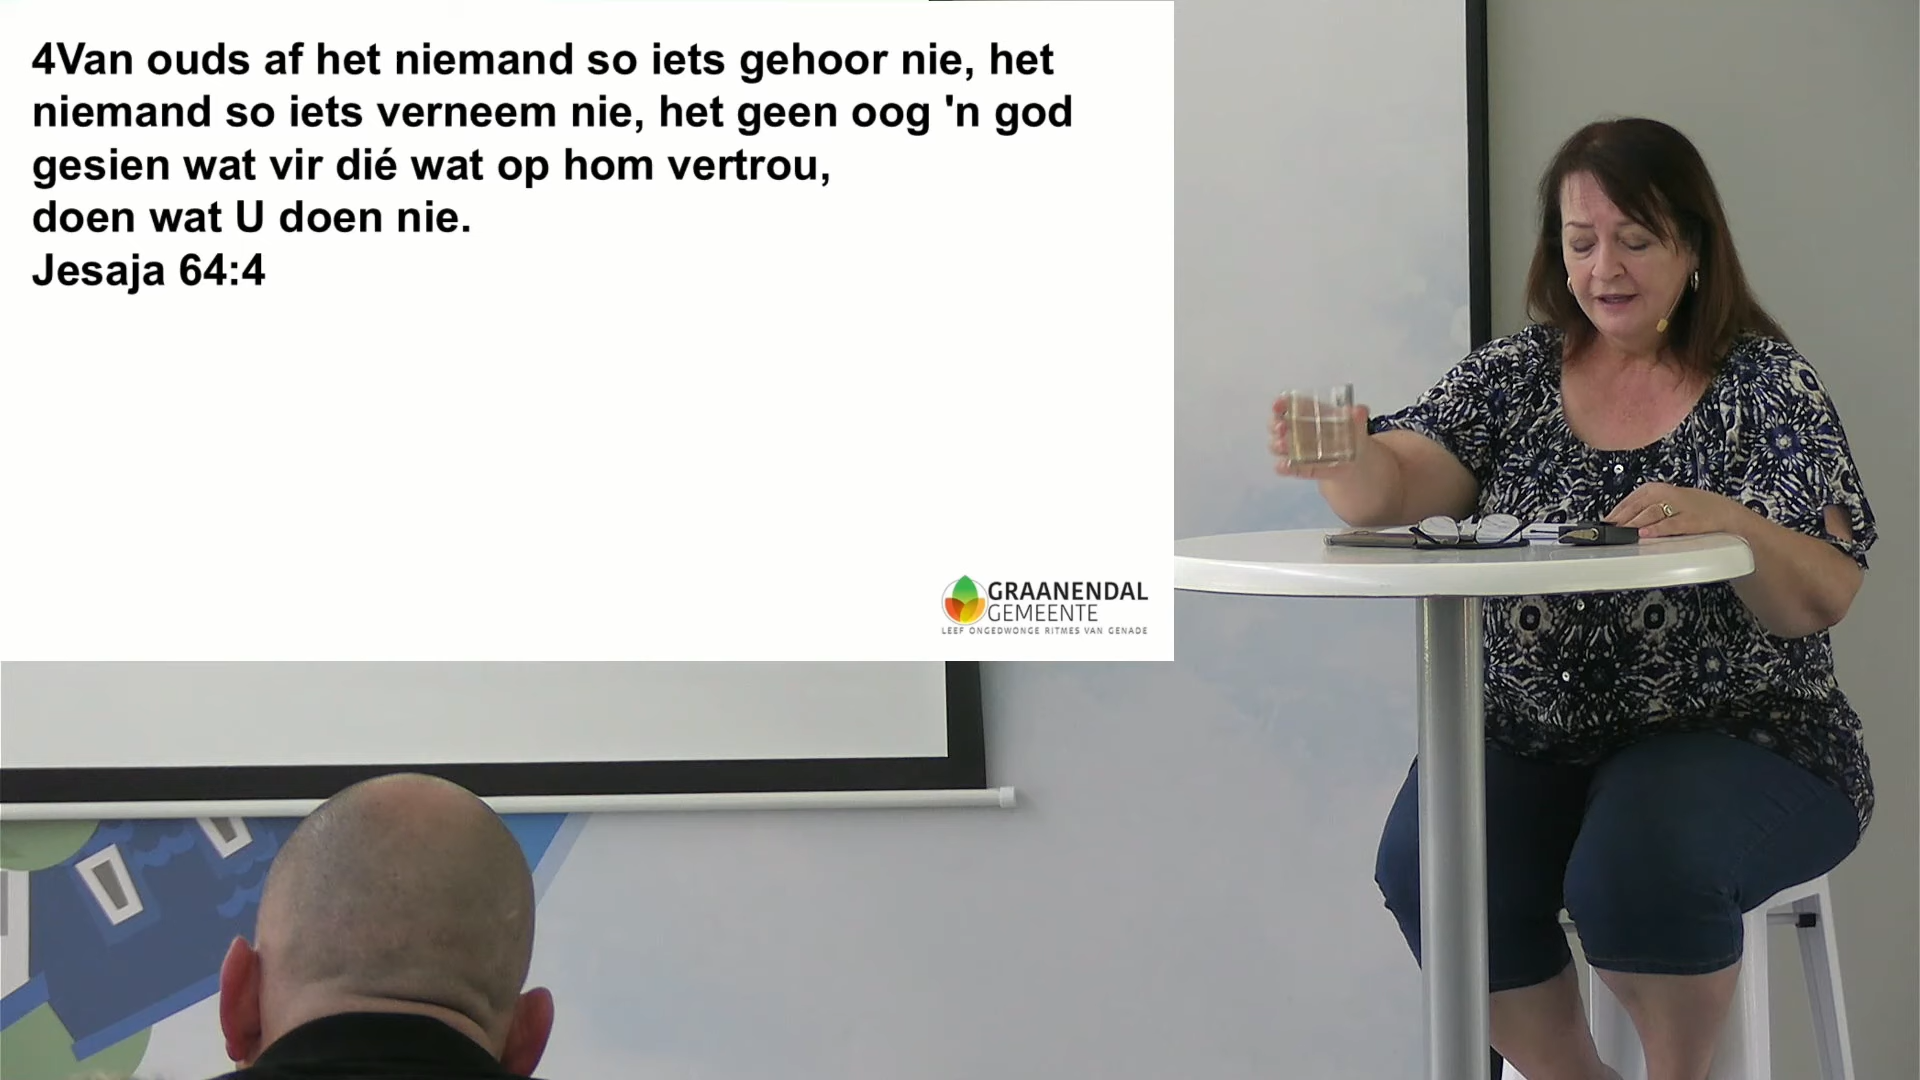 4Van ouds af het niemand so iets gehoor nie, het
niemand so iets verneem nie, het geen oog 'n god
gesien wat vir dié wat op hom vertrou,
doen wat U doen nie.
Jesaja 64:4
GRAANENDAL
GEMEENTE
LEEF ONGEDWONGE RITMES VAN GENADE